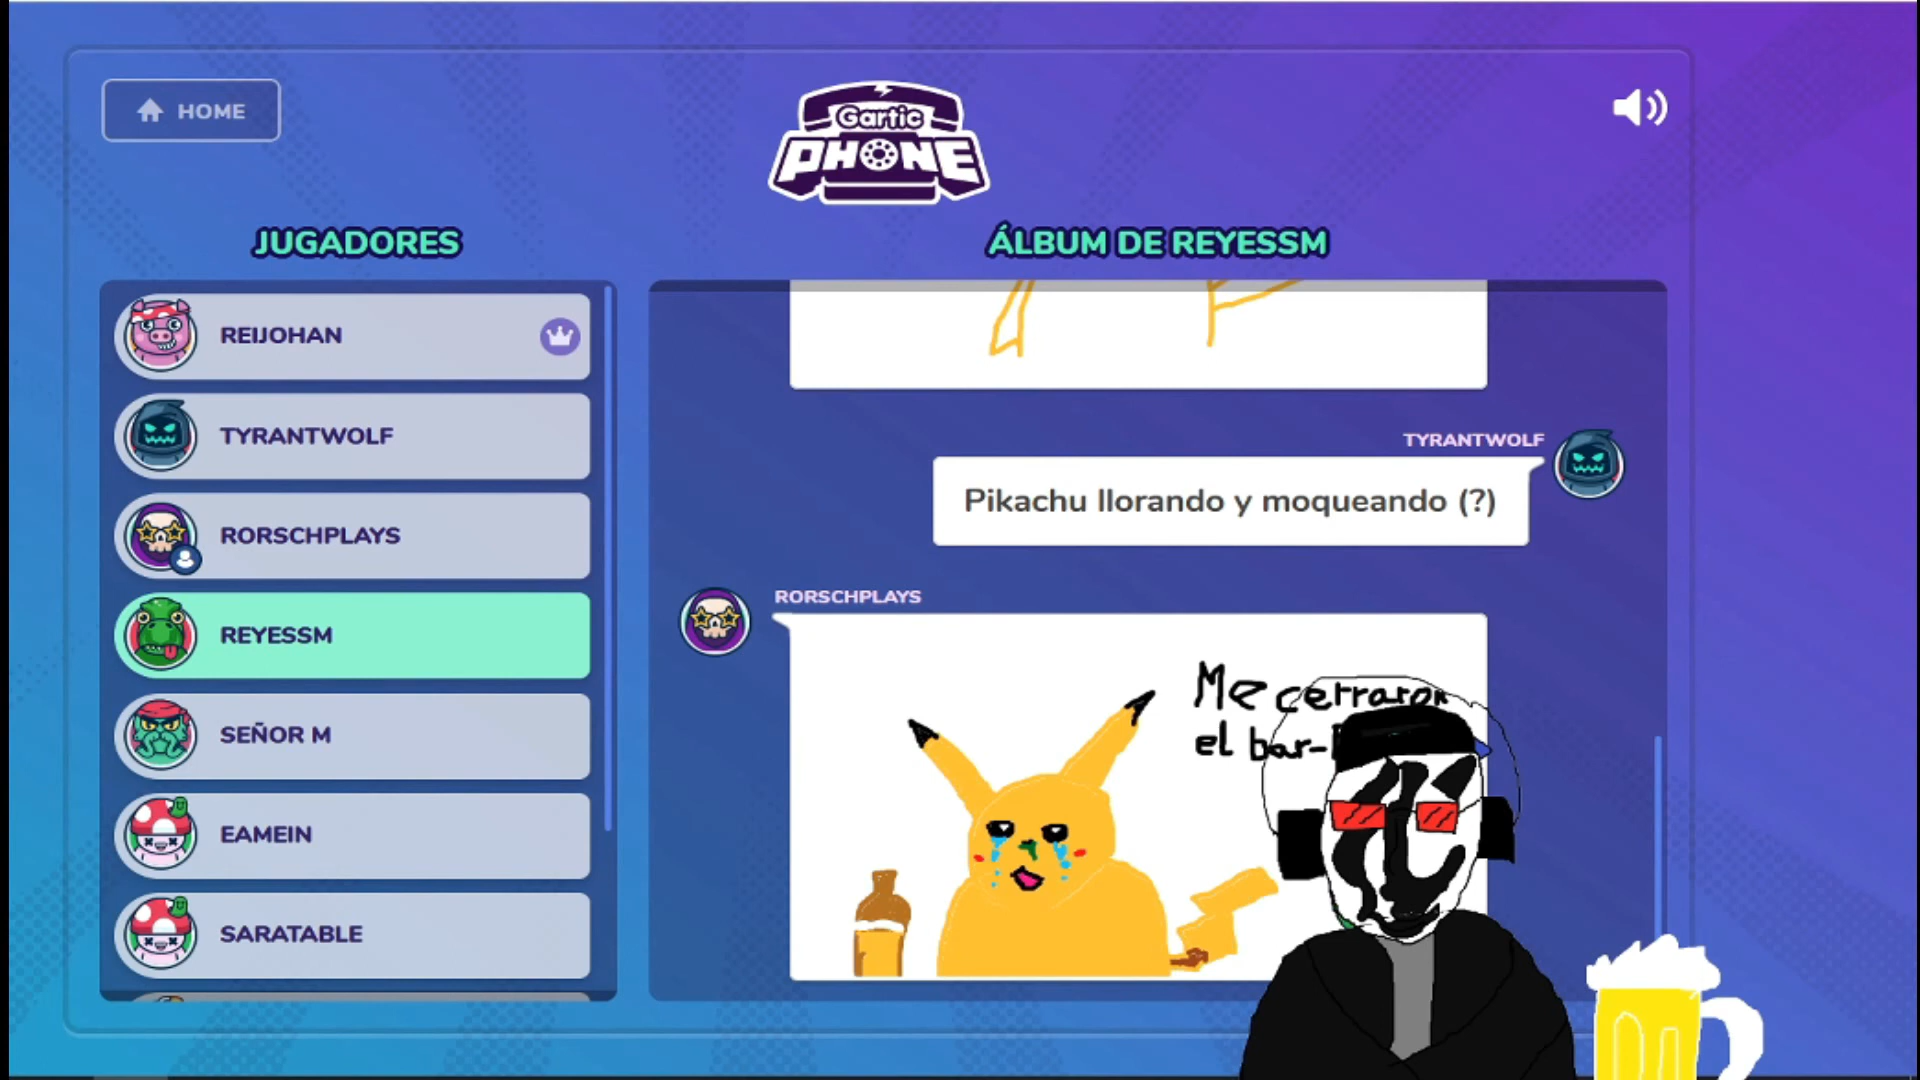 HOME
Gartic
PHONE
JUGADORES
ÁLBUM DE REYESSM
REIJOHAN
TYRANTWOLF
RORSCHPLAYS
REYESSM
SEÑOR M
EAMEIN
SARATABLE
TYRANTWOLF
Pikachu llorando y moqueando (?)
RORSCHPLAYS
Me cerraron
el bar-